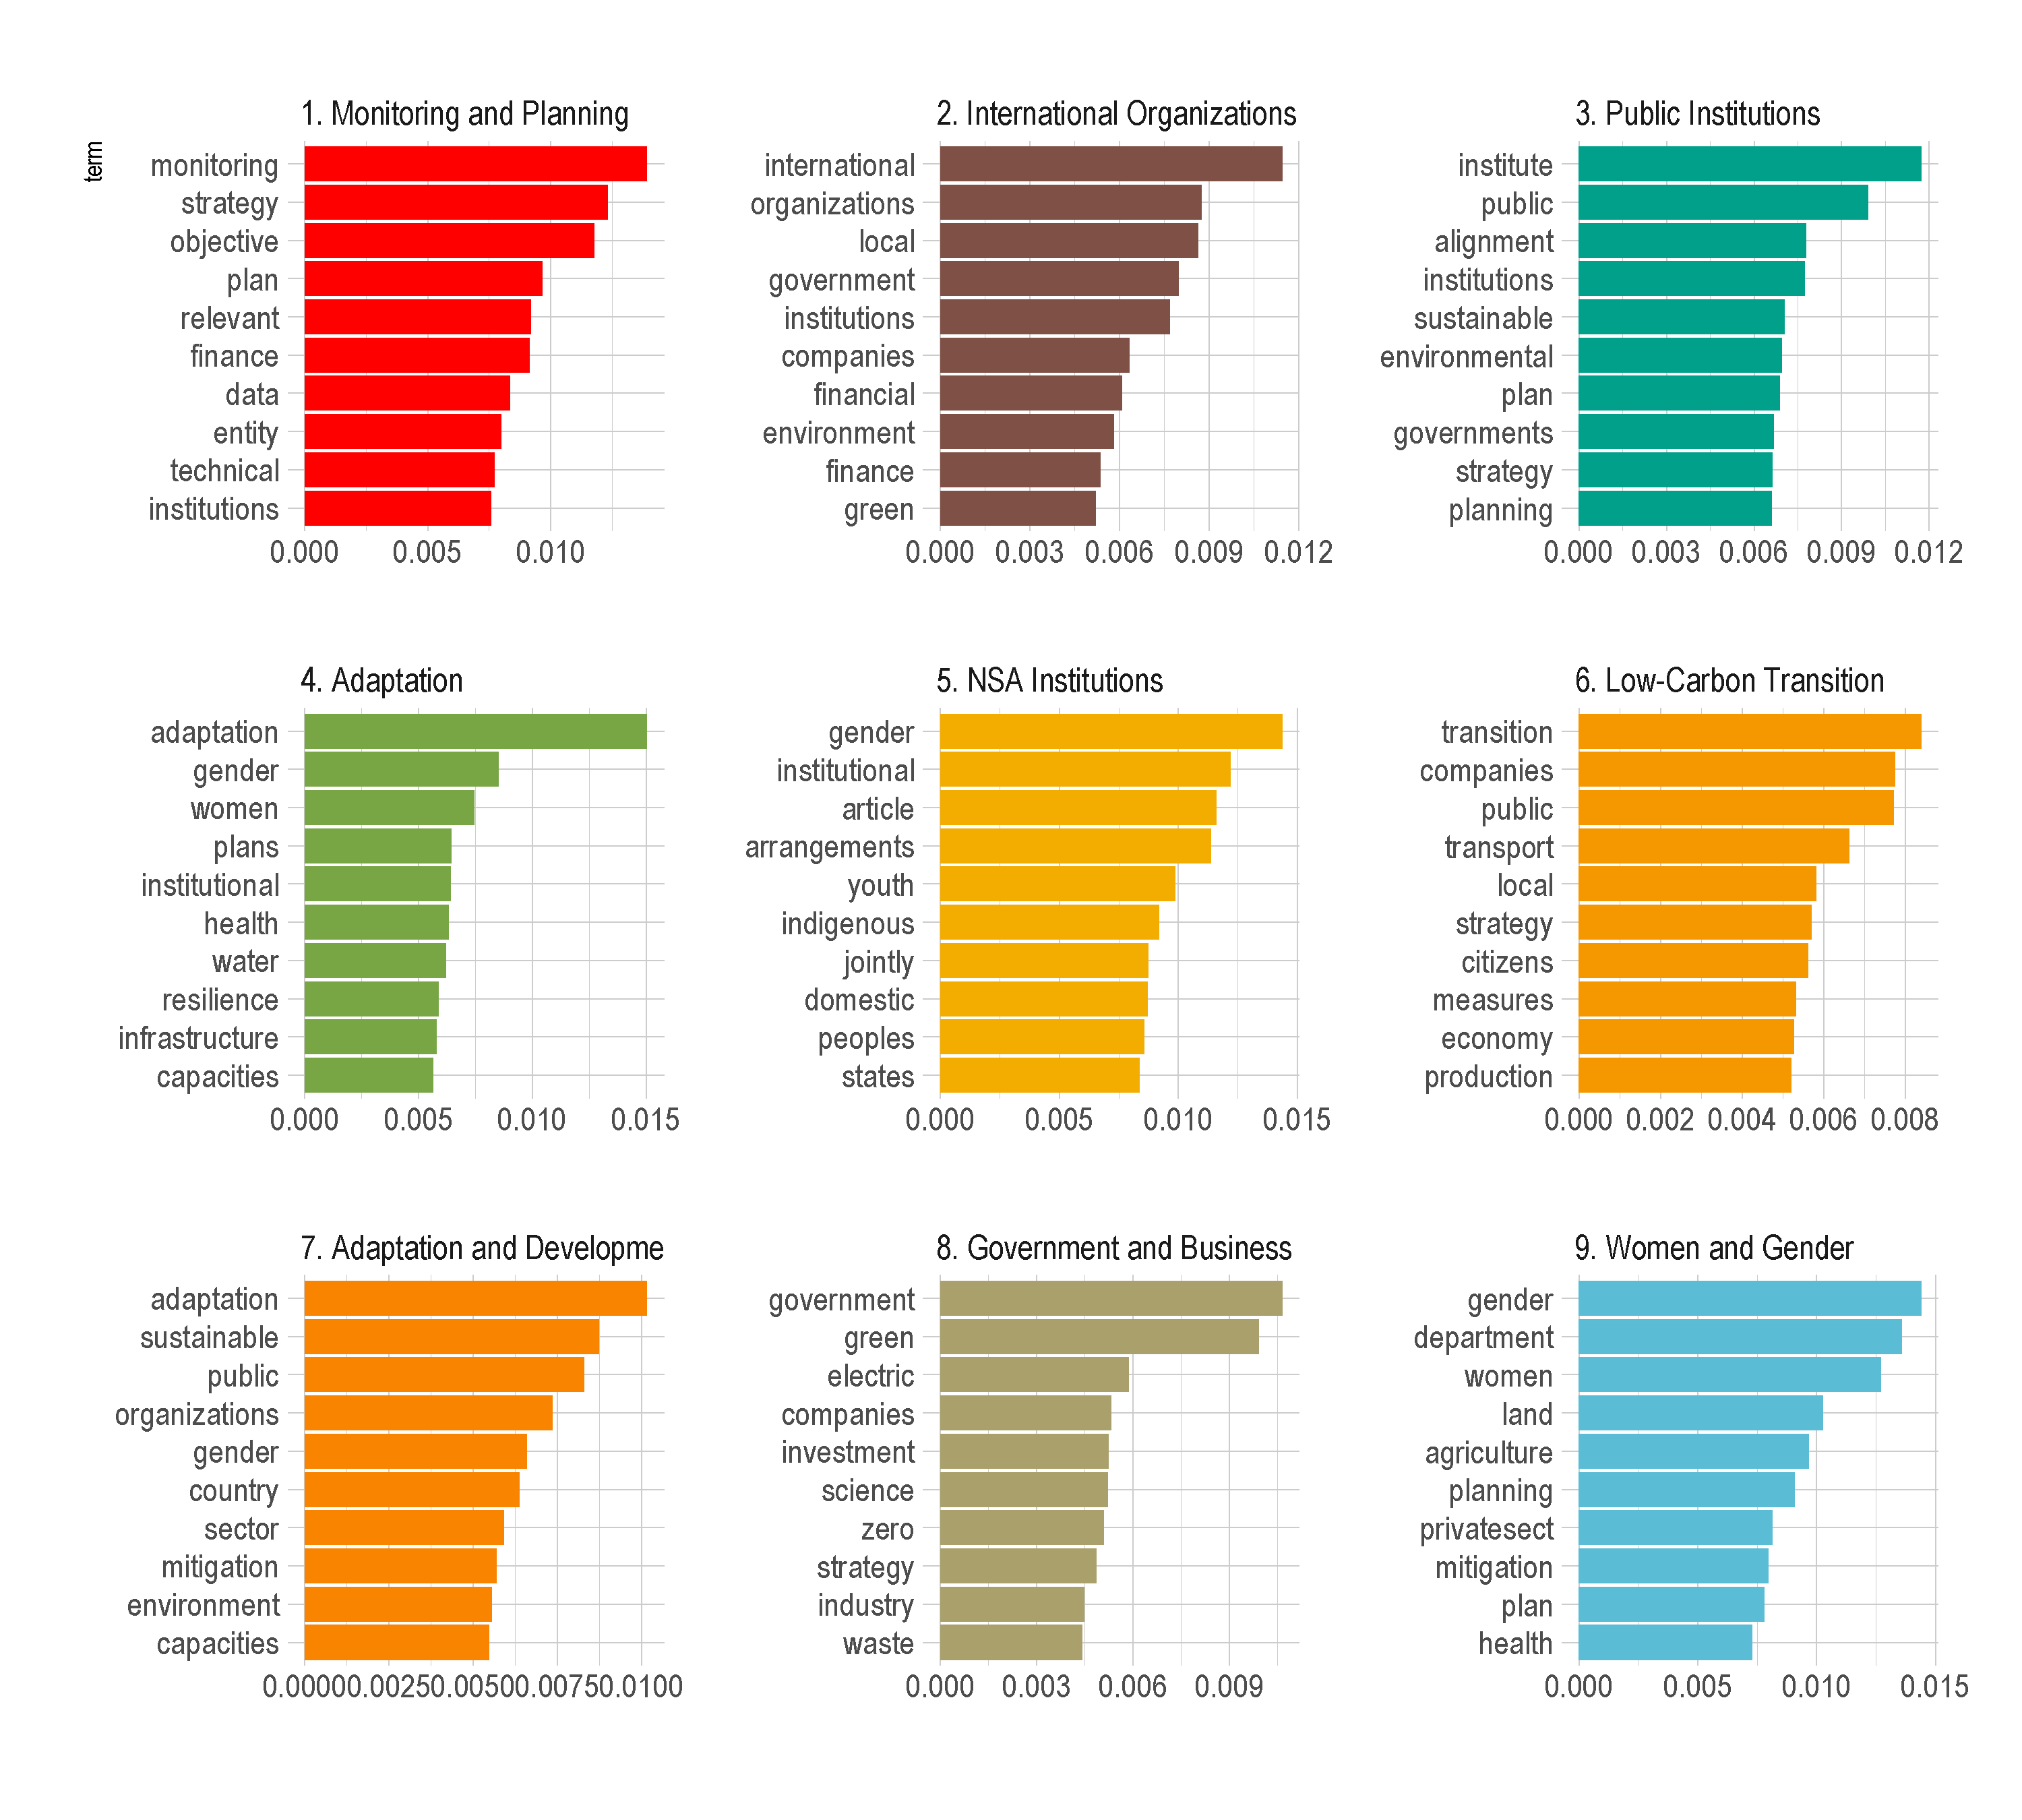 1. Monitoring and Planning
term
monitoring
strategy
objective
plan
relevant
finance
data
entity
technical
institutions
0.000 0.005 0.010
2. International Organizations
international
organizations
local
government
institutions
companies
financial
environment
finance
green
0.000 0.003 0.006 0.009 0.012
3. Public Institutions
institute
public
alignment
institutions
sustainable
environmental
plan
governments
strategy
planning
0.000 0.003 0.006 0.009 0.012
4. Adaptation
adaptation
gender
women
plans
institutional
health
water
resilience
infrastructure
capacities
0.000 0.005 0.010 0.015
5. NSA Institutions
gender
institutional
article
arrangements
youth
indigenous
jointly
domestic
peoples
states
0.000 0.005 0.010 0.015
6. Low-Carbon Transition
transition
companies
public
transport
local
strategy
citizens
measures
economy
production
0.000 0.002 0.004 0.006 0.008
7. Adaptation and Developme
adaptation
sustainable
public
organizations
gender
country
sector
mitigation
environment
capacities
0.00000.00250.00500.00750.0100
8. Government and Business
government
green
electric
companies
investment
science
zero
strategy
industry
waste
0.000 0.003 0.006 0.009
9. Women and Gender
gender
department
women
land
agriculture
planning
privatesect
mitigation
plan
health
0.000 0.005 0.010 0.015